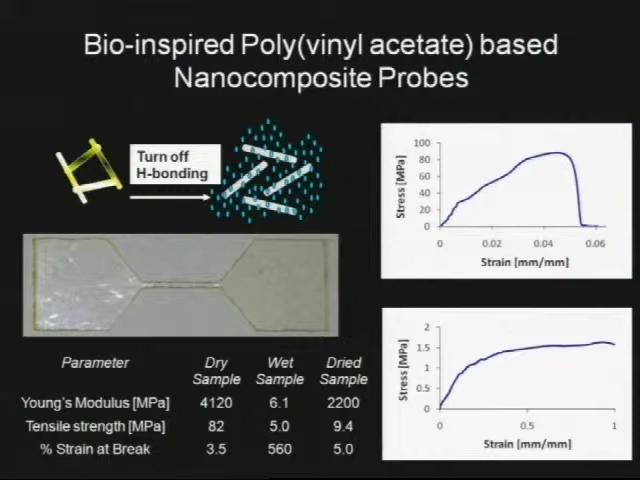 Bio-inspired Poly(vinyl acetate) based
Nanocomposite Probes
Turn off
H-bonding
Stress [MPa]
100
80
60
40
20
0
0 0.02 0.04 0.06
Strain [mm/mm]
Parameter Dry Sample Wet Sample Dried Sample
Young's Modulus [MPa] 4120 6.1 2200
Tensile strength [MPa] 82 5.0 9.4
% Strain at Break 3.5 560 5.0
Stress [MPa]
2
1.5
1
0.5
0
0 0.5 1
Strain [mm/mm]